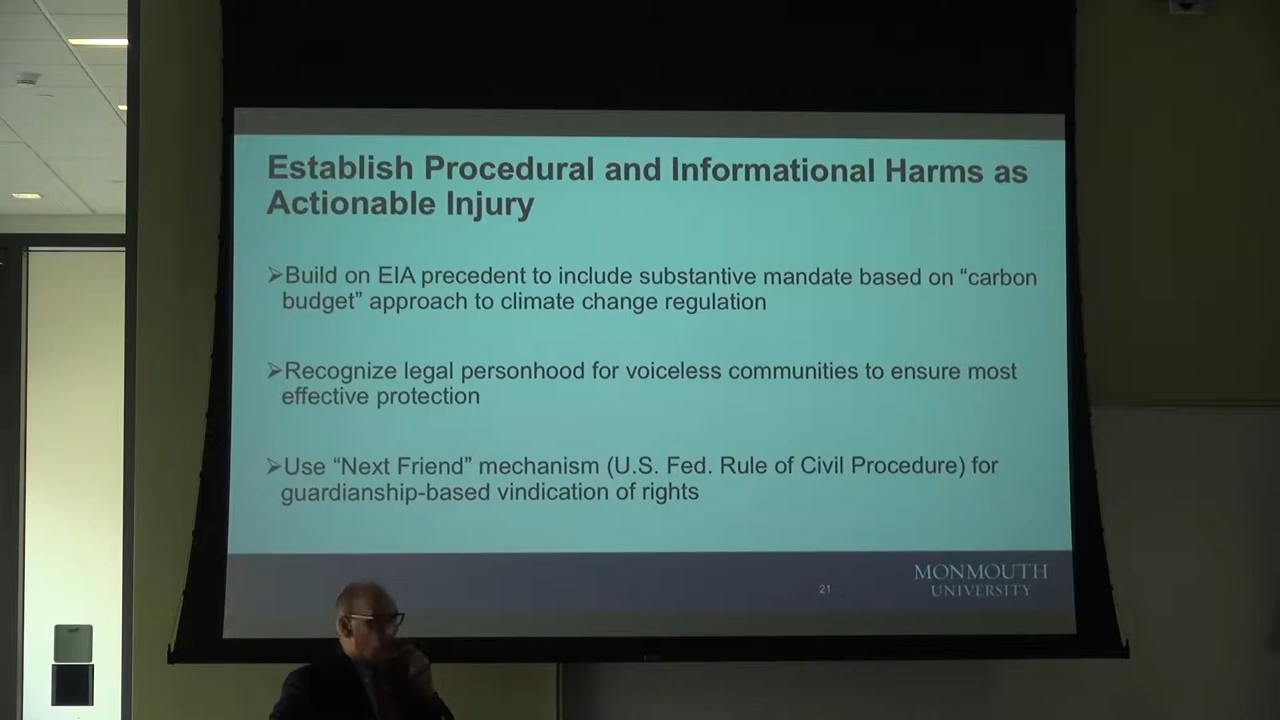 Establish Procedural and Informational Harms as
Actionable Injury
➢Build on EIA precedent to include substantive mandate based on “carbon
budget” approach to climate change regulation
➢Recognize legal personhood for voiceless communities to ensure most
effective protection
➢Use “Next Friend” mechanism (U.S. Fed. Rule of Civil Procedure) for
guardianship-based vindication of rights
21
MONMOUTH
UNIVERSITY